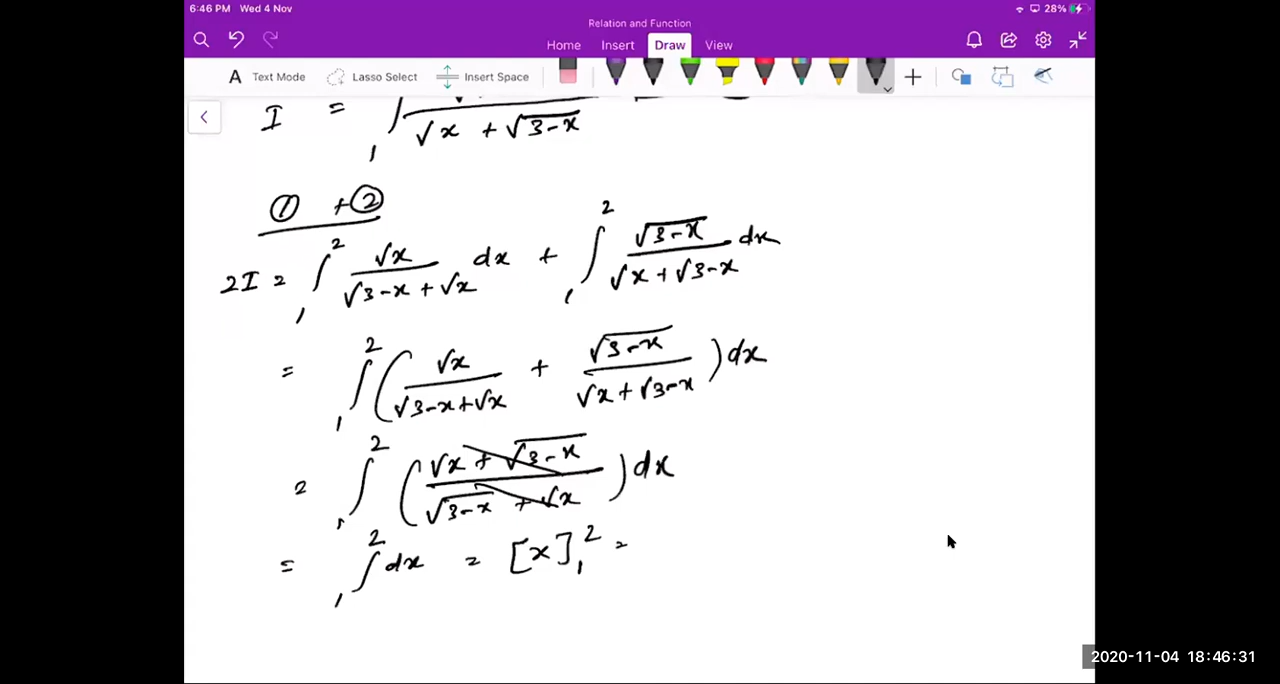 6:46 PM Wed 4 Nov
28%
Relation and Function
Home Insert Draw View
A Text Mode Lasso Select Insert Space
I = ∫₁ / √x + √3-x
① + ②
2I = ∫₁² √x / √3-x + √x dx + ∫₁² √3-x / √x + √3-x dx
= ∫₁² ( √x / √3-x + √x + √3-x / √x + √3-x ) dx
= ∫₁² ( √x + √3-x / √3-x + √x ) dx
= ∫₁² dx = [x]₁² =
2020-11-04 18:46:31